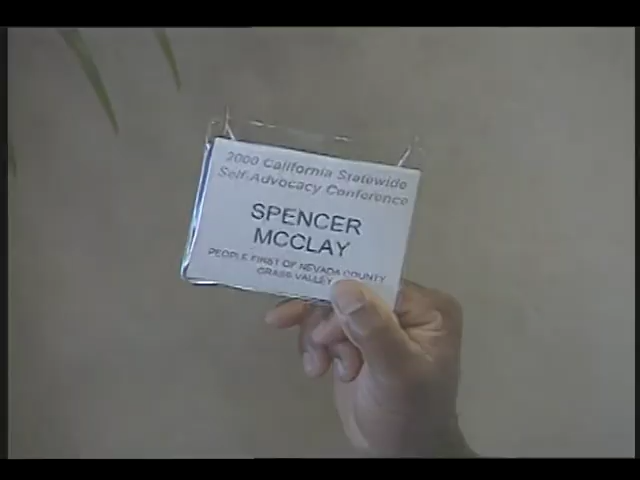 2000 California Statewide
Self-Advocacy Conference
SPENCER
MCCLAY
PEOPLE FIRST OF NEVADA COUNTY
GRASS VALLEY